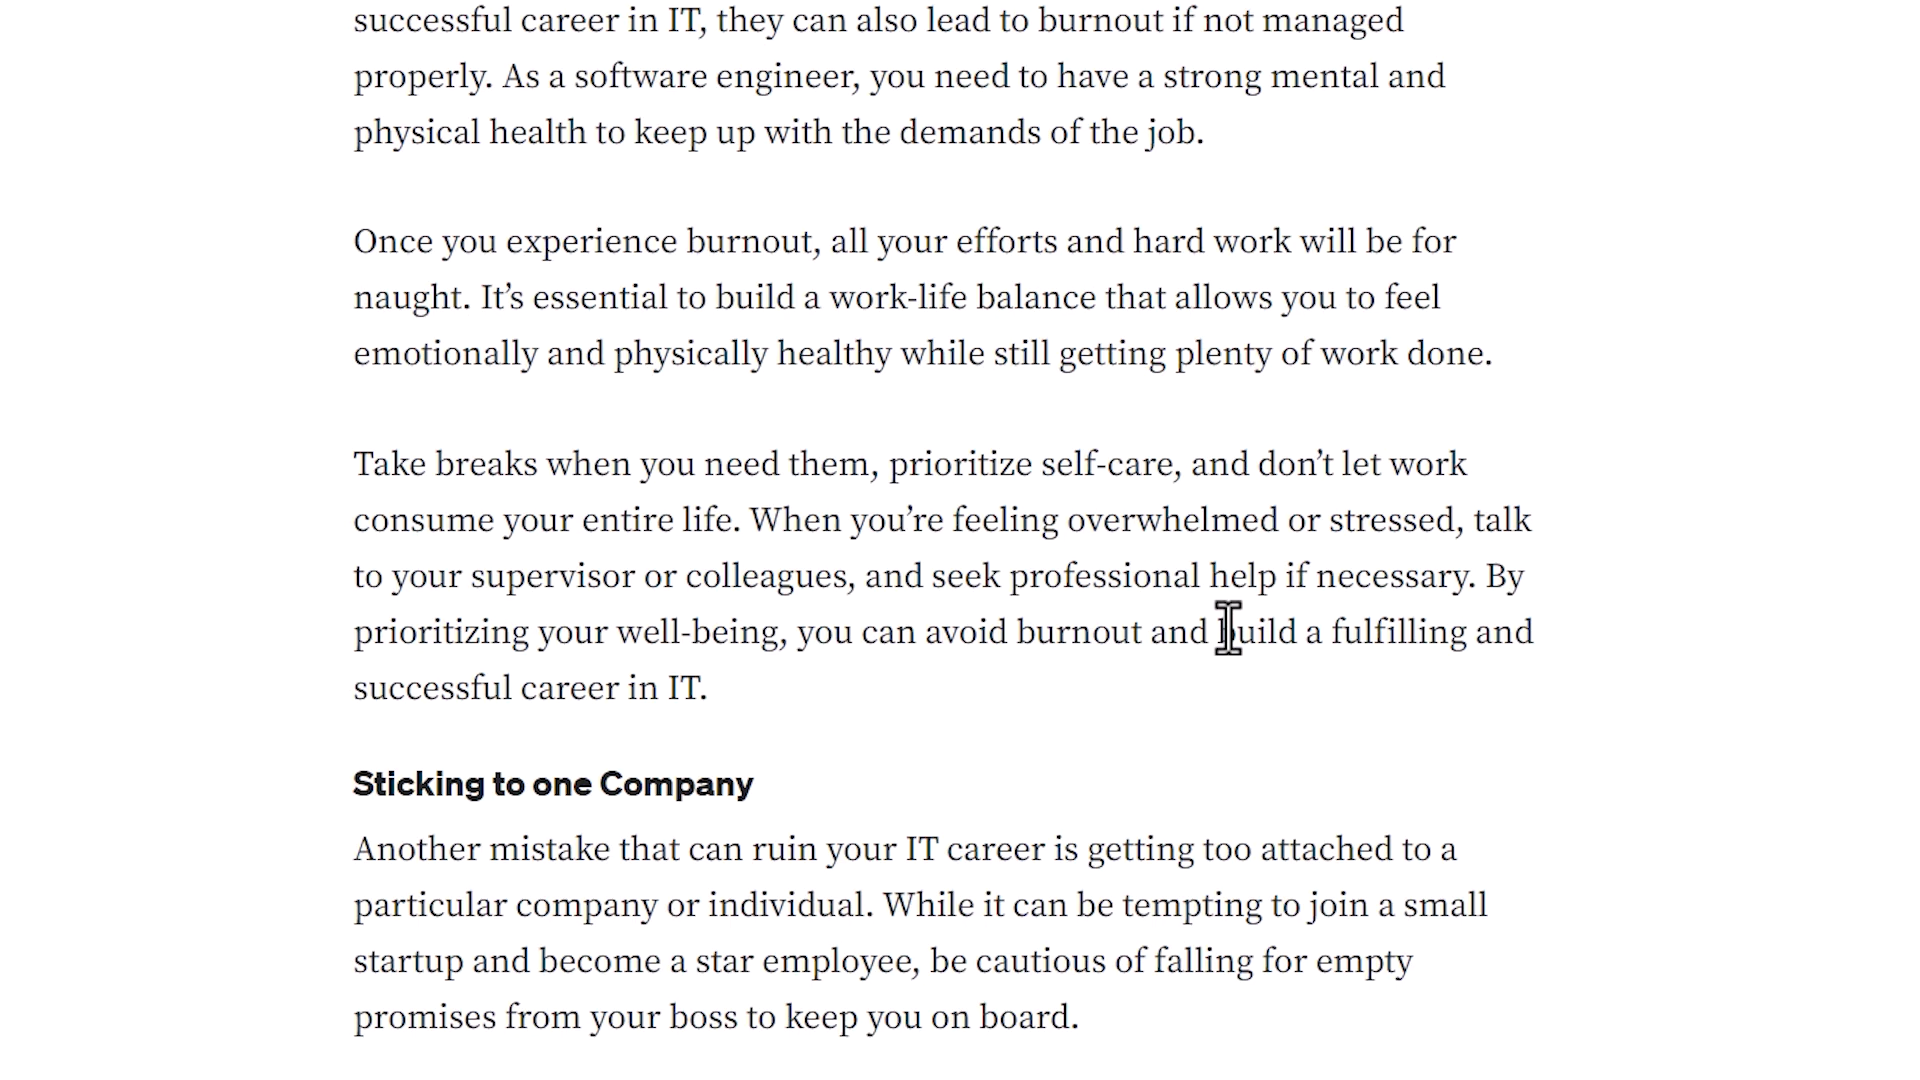 successful career in IT, they can also lead to burnout if not managed
properly. As a software engineer, you need to have a strong mental and
physical health to keep up with the demands of the job.
Once you experience burnout, all your efforts and hard work will be for
naught. It’s essential to build a work-life balance that allows you to feel
emotionally and physically healthy while still getting plenty of work done.
Take breaks when you need them, prioritize self-care, and don’t let work
consume your entire life. When you’re feeling overwhelmed or stressed, talk
to your supervisor or colleagues, and seek professional help if necessary. By
prioritizing your well-being, you can avoid burnout and build a fulfilling and
successful career in IT.
Sticking to one Company
Another mistake that can ruin your IT career is getting too attached to a
particular company or individual. While it can be tempting to join a small
startup and become a star employee, be cautious of falling for empty
promises from your boss to keep you on board.